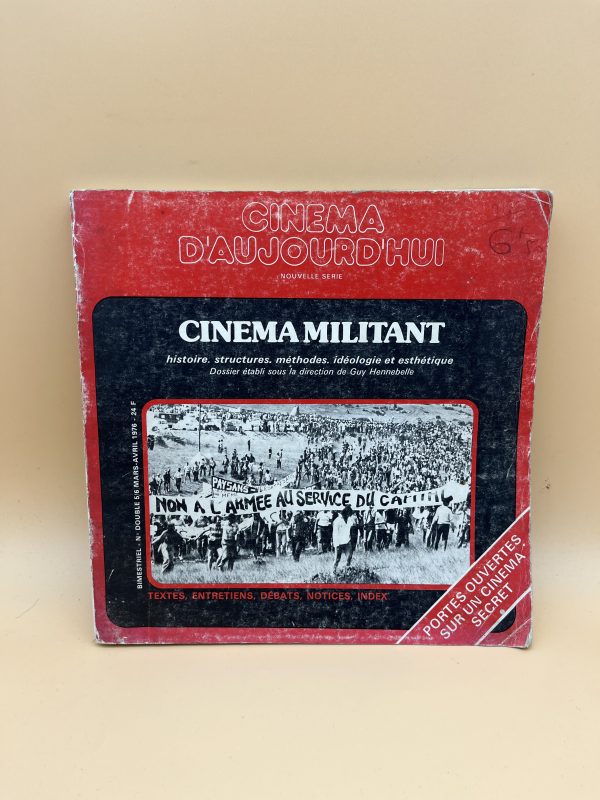 CINEMA
D'AUJOURD'HUI
NOUVELLE SERIE
CINEMA MILITANT
histoire. structures. méthodes. idéologie et esthétique
Dossier établi sous la direction de Guy Hennebelle
BIMESTRIEL - N° DOUBLE 5/6 MARS-AVRIL 1976 - 24 F
PAYSANS
NON A L'ARMEE AU SERVICE DU CAPITAL
TEXTES, ENTRETIENS, DÉBATS, NOTICES, INDEX
PORTES OUVERTES
SUR UN CINEMA
SECRET